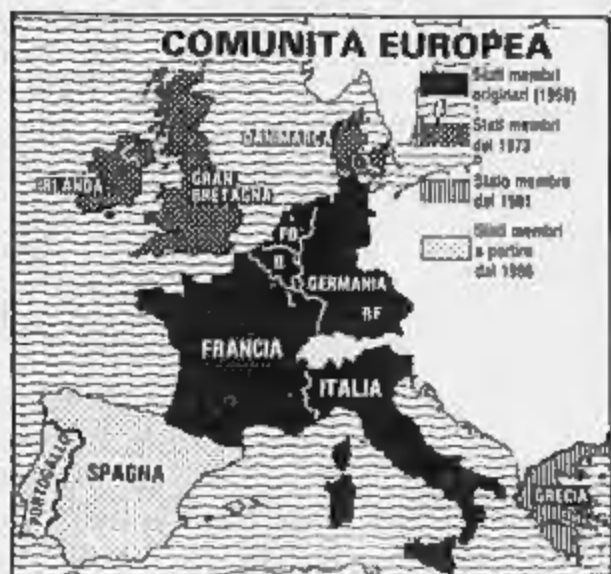 COMUNITA EUROPEA
Stati membri
originari (1958)
Stati membri
dal 1973
Stato membro
dal 1981
Stati membri
a partire
dal 1986
DANIMARCA
IRLANDA
GRAN
BRETAGNA
B.
GERMANIA
RF
FRANCIA
ITALIA
PORTOGALLO
SPAGNA
GRECIA